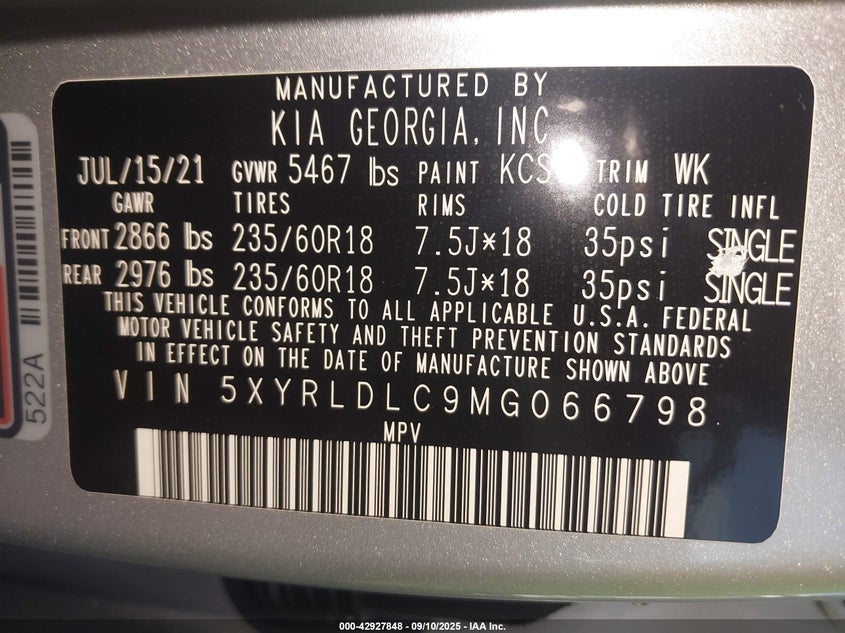 MANUFACTURED BY
KIA GEORGIA, INC
JUL/15/21 GVWR 5467 lbs PAINT KCS TRIM WK
GAWR TIRES RIMS COLD TIRE INFL
FRONT 2866 lbs 235/60R18 7.5J*18 35psi SINGLE
REAR 2976 lbs 235/60R18 7.5J*18 35psi SINGLE
THIS VEHICLE CONFORMS TO ALL APPLICABLE U.S.A. FEDERAL
MOTOR VEHICLE SAFETY AND THEFT PREVENTION STANDARDS
IN EFFECT ON THE DATE OF MANUFACTURE SHOWN ABOVE
VIN 5XYRLDLC9MG066798
MPV
522A
000-42927848 - 09/10/2025 - IAA Inc.